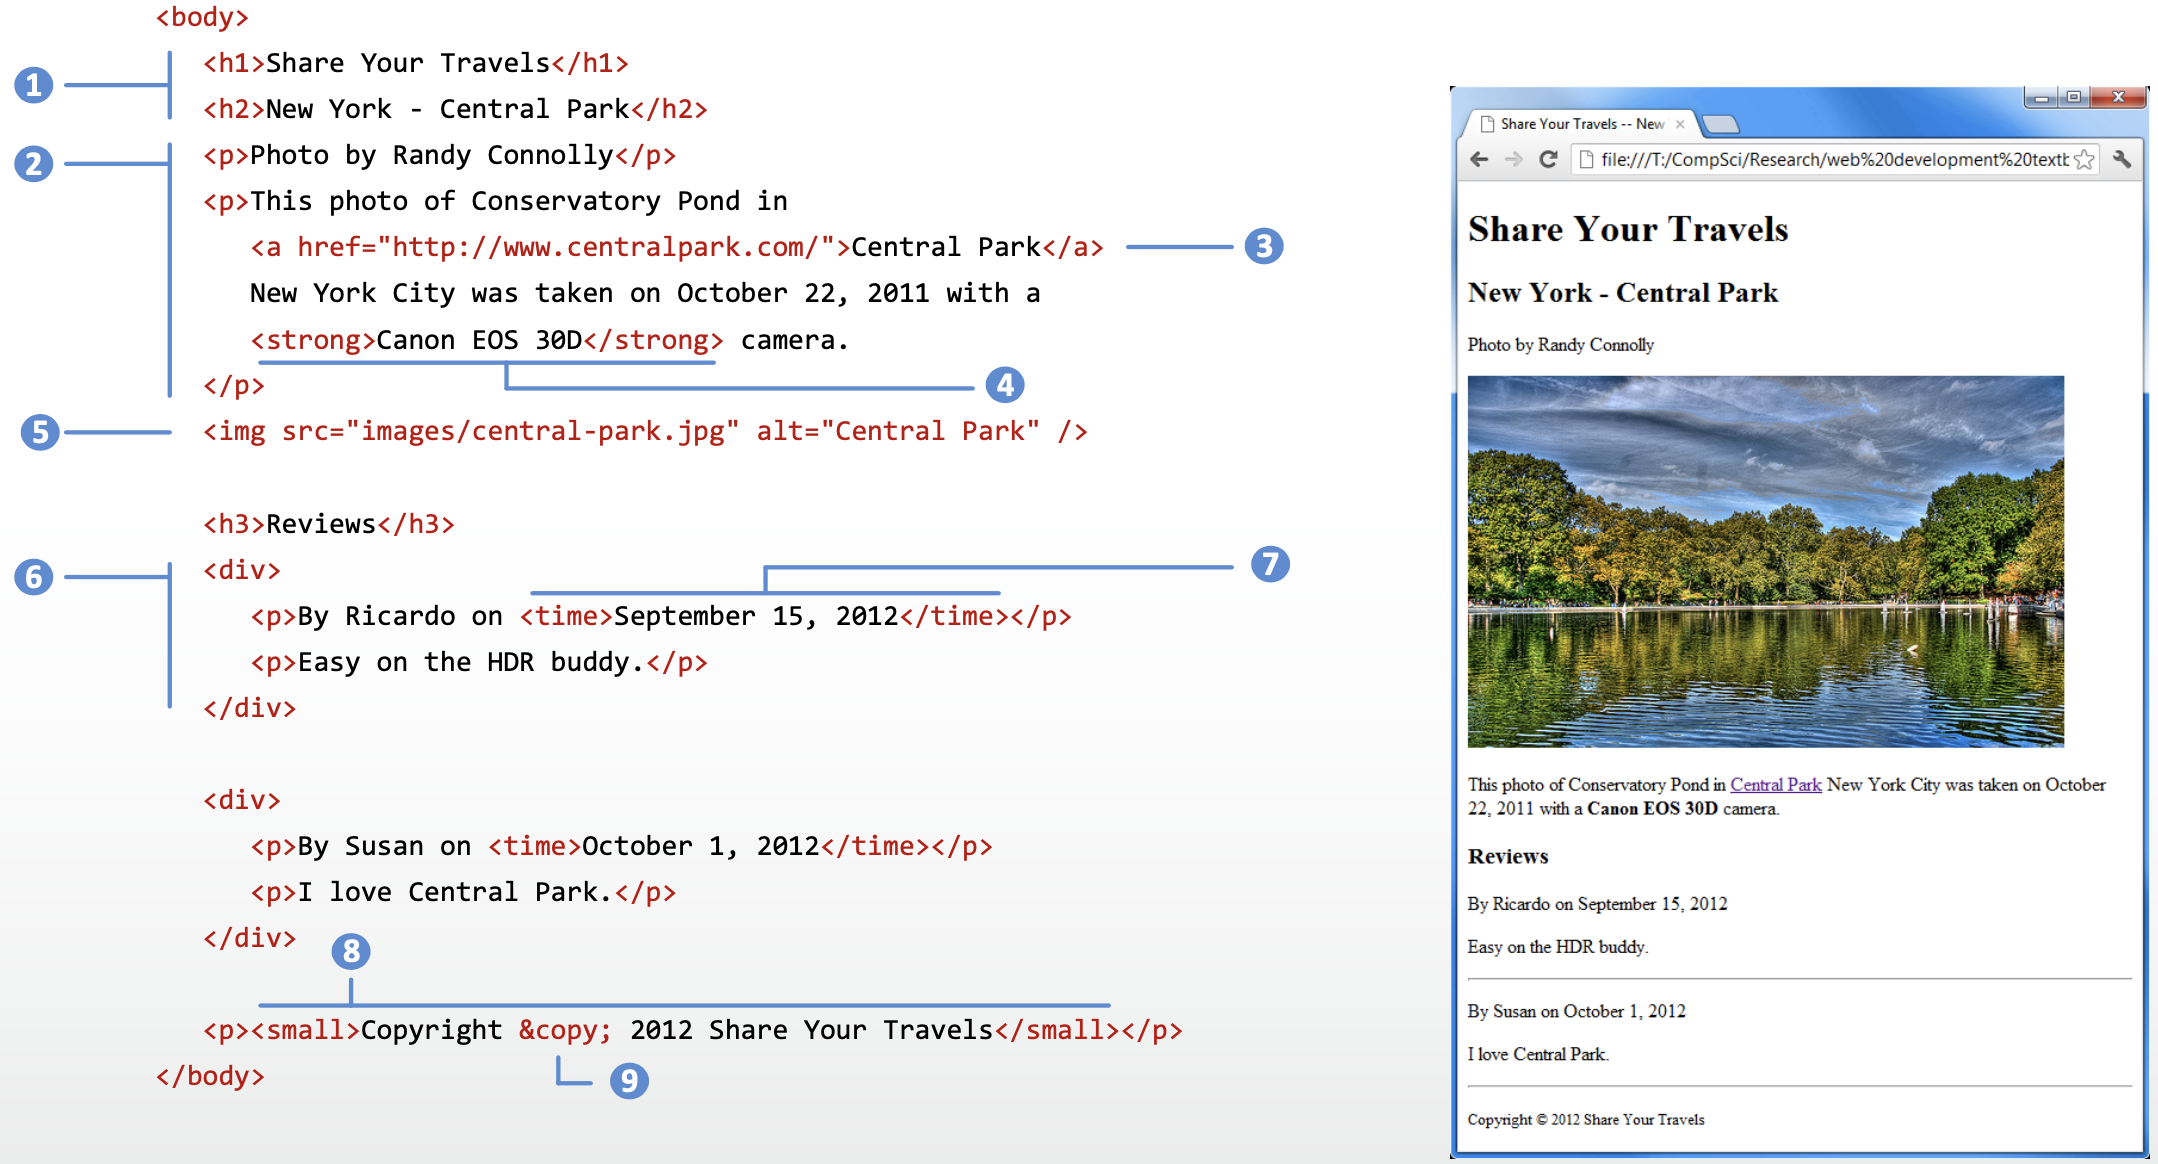 <body>
<h1>Share Your Travels</h1>
1
<h2>New York - Central Park</h2>
2
<p>Photo by Randy Connolly</p>
<p>This photo of Conservatory Pond in
<a href="http://www.centralpark.com/">Central Park</a>
3
New York City was taken on October 22, 2011 with a
<strong>Canon EOS 30D</strong> camera.
4
</p>
5
<img src="images/central-park.jpg" alt="Central Park" />
<h3>Reviews</h3>
6
<div>
7
<p>By Ricardo on <time>September 15, 2012</time></p>
<p>Easy on the HDR buddy.</p>
</div>
<div>
<p>By Susan on <time>October 1, 2012</time></p>
<p>I love Central Park.</p>
</div>
8
<p><small>Copyright &copy; 2012 Share Your Travels</small></p>
9
</body>
Share Your Travels -- New
file:///T:/CompSci/Research/web%20development%20textb
Share Your Travels
New York - Central Park
Photo by Randy Connolly
This photo of Conservatory Pond in Central Park New York City was taken on October
22, 2011 with a Canon EOS 30D camera.
Reviews
By Ricardo on September 15, 2012
Easy on the HDR buddy.
By Susan on October 1, 2012
I love Central Park.
Copyright © 2012 Share Your Travels